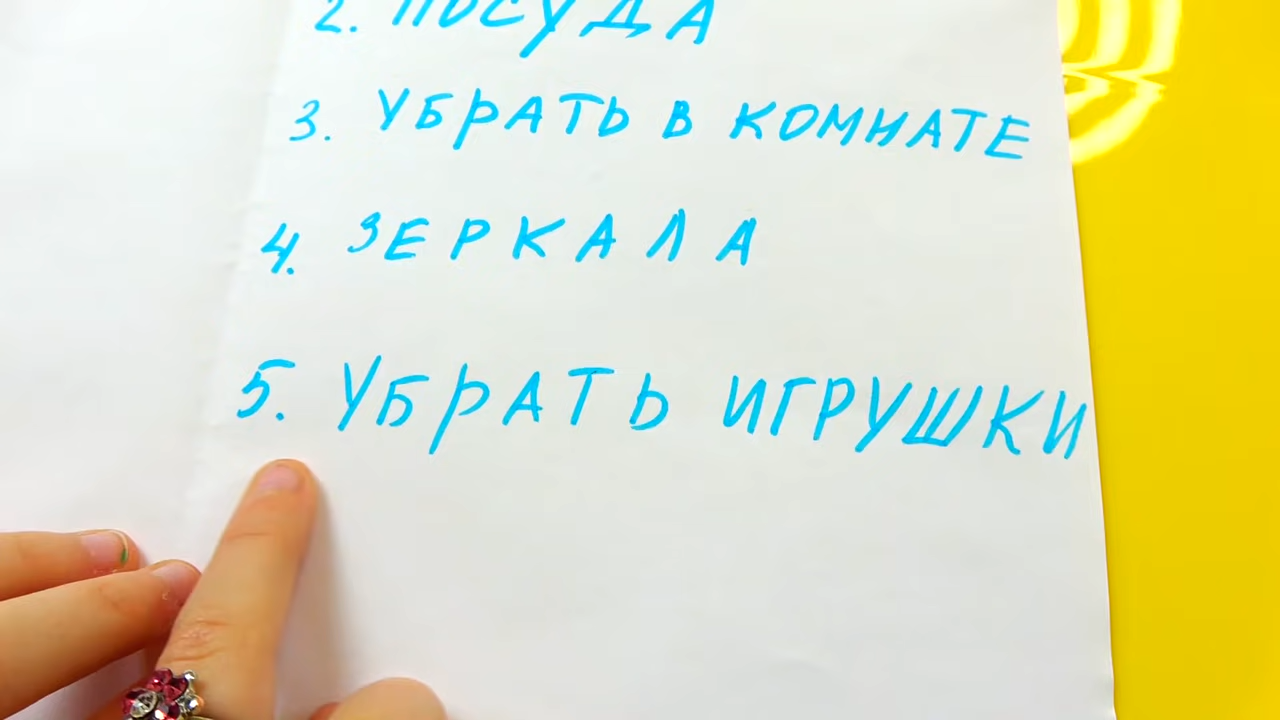 2. ПОСУДА
3. УБРАТЬ В КОМНАТЕ
4. ЗЕРКАЛА
5. УБРАТЬ ИГРУШКИ